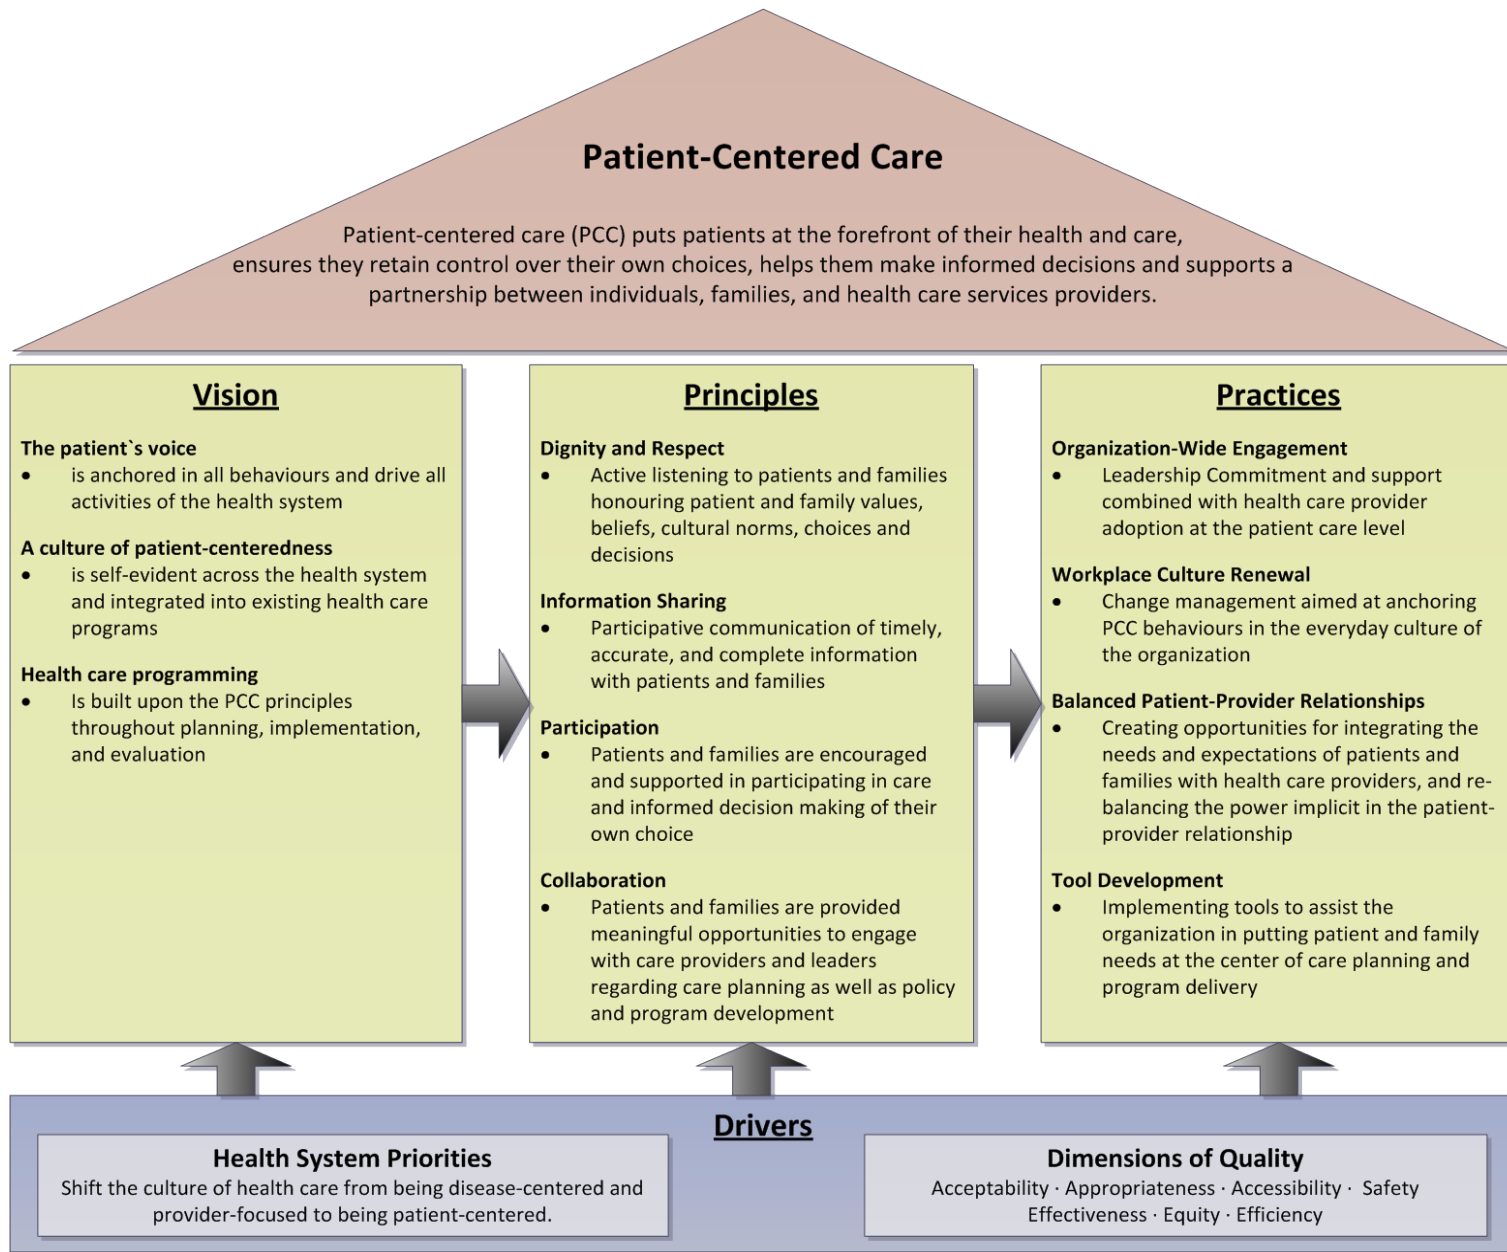 Patient-Centered Care
Patient-centered care (PCC) puts patients at the forefront of their health and care,
ensures they retain control over their own choices, helps them make informed decisions and supports a
partnership between individuals, families, and health care services providers.
Vision
The patient`s voice
• is anchored in all behaviours and drive all
activities of the health system
A culture of patient-centeredness
• is self-evident across the health system
and integrated into existing health care
programs
Health care programming
• Is built upon the PCC principles
throughout planning, implementation,
and evaluation
Principles
Dignity and Respect
• Active listening to patients and families
honouring patient and family values,
beliefs, cultural norms, choices and
decisions
Information Sharing
• Participative communication of timely,
accurate, and complete information
with patients and families
Participation
• Patients and families are encouraged
and supported in participating in care
and informed decision making of their
own choice
Collaboration
• Patients and families are provided
meaningful opportunities to engage
with care providers and leaders
regarding care planning as well as policy
and program development
Practices
Organization-Wide Engagement
• Leadership Commitment and support
combined with health care provider
adoption at the patient care level
Workplace Culture Renewal
• Change management aimed at anchoring
PCC behaviours in the everyday culture of
the organization
Balanced Patient-Provider Relationships
• Creating opportunities for integrating the
needs and expectations of patients and
families with health care providers, and re-
balancing the power implicit in the patient-
provider relationship
Tool Development
• Implementing tools to assist the
organization in putting patient and family
needs at the center of care planning and
program delivery
Drivers
Health System Priorities
Shift the culture of health care from being disease-centered and
provider-focused to being patient-centered.
Dimensions of Quality
Acceptability · Appropriateness · Accessibility · Safety
Effectiveness · Equity · Efficiency